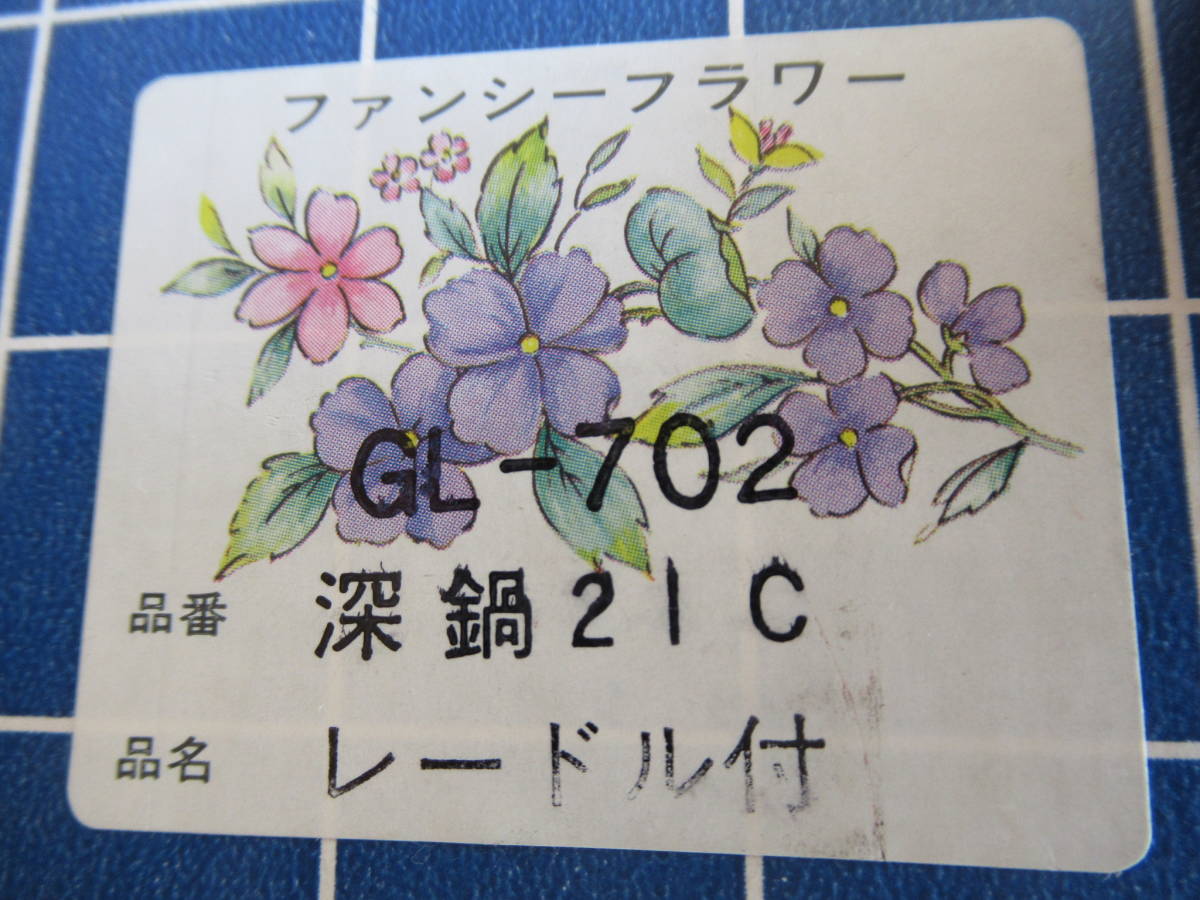 ファンシーフラワー
GL-702
品番 深鍋21C
品名 レードル付